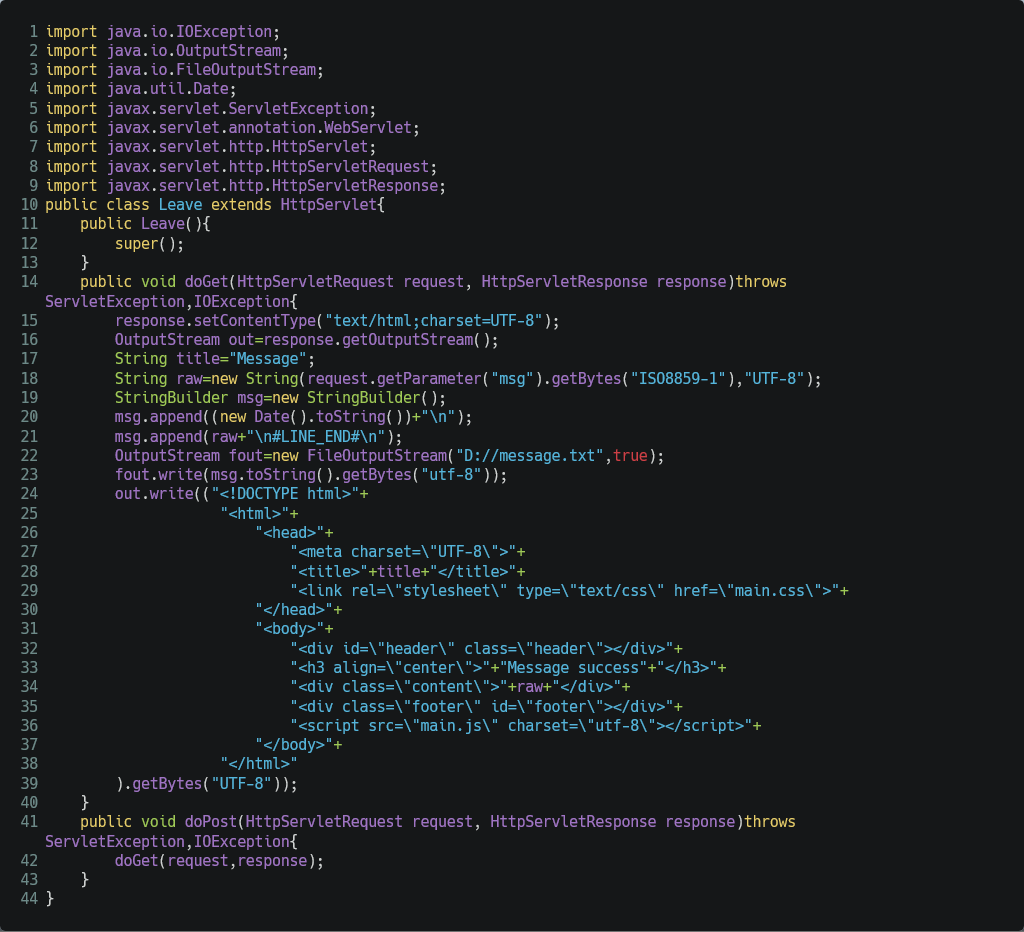 1 import java.io.IOException;
2 import java.io.OutputStream;
3 import java.io.FileOutputStream;
4 import java.util.Date;
5 import javax.servlet.ServletException;
6 import javax.servlet.annotation.WebServlet;
7 import javax.servlet.http.HttpServlet;
8 import javax.servlet.http.HttpServletRequest;
9 import javax.servlet.http.HttpServletResponse;
10 public class Leave extends HttpServlet{
11     public Leave(){
12         super();
13     }
14     public void doGet(HttpServletRequest request, HttpServletResponse response)throws
ServletException,IOException{
15         response.setContentType("text/html;charset=UTF-8");
16         OutputStream out=response.getOutputStream();
17         String title="Message";
18         String raw=new String(request.getParameter("msg").getBytes("ISO8859-1"),"UTF-8");
19         StringBuilder msg=new StringBuilder();
20         msg.append((new Date().toString())+"\n");
21         msg.append(raw+"\n#LINE_END#\n");
22         OutputStream fout=new FileOutputStream("D://message.txt",true);
23         fout.write(msg.toString().getBytes("utf-8"));
24         out.write(("<!DOCTYPE html>"+
25                     "<html>"+
26                         "<head>"+
27                             "<meta charset=\"UTF-8\">"+
28                             "<title>"+title+"</title>"+
29                             "<link rel=\"stylesheet\" type=\"text/css\" href=\"main.css\">"+
30                         "</head>"+
31                         "<body>"+
32                             "<div id=\"header\" class=\"header\"></div>"+
33                             "<h3 align=\"center\">"+"Message success"+"</h3>"+
34                             "<div class=\"content\">"+raw+"</div>"+
35                             "<div class=\"footer\" id=\"footer\"></div>"+
36                             "<script src=\"main.js\" charset=\"utf-8\"></script>"+
37                         "</body>"+
38                     "</html>"
39         ).getBytes("UTF-8"));
40     }
41     public void doPost(HttpServletRequest request, HttpServletResponse response)throws
ServletException,IOException{
42         doGet(request,response);
43     }
44 }